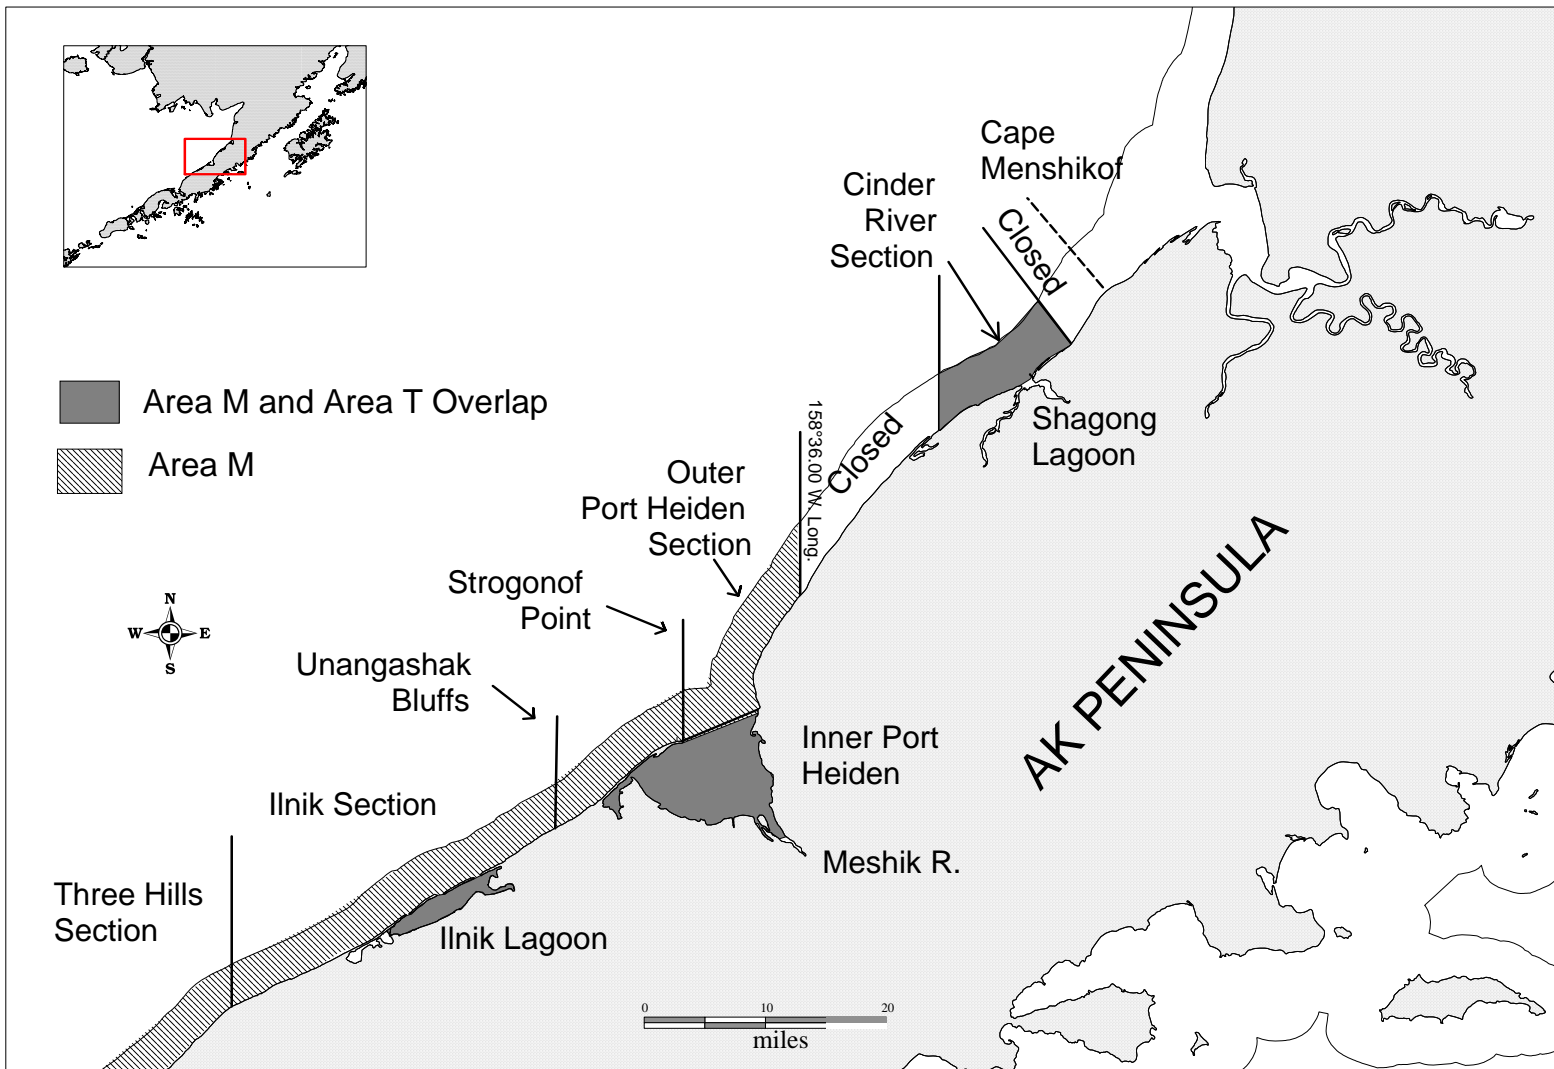 Cape
Menshikof
Cinder
River
Section
Closed
Area M and Area T Overlap
Area M
158°36.00 W. Long.
Closed
Shagong
Lagoon
Outer
Port Heiden
Section
Strogonof
Point
N
W
E
S
Unangashak
Bluffs
AK PENINSULA
Inner Port
Heiden
Ilnik Section
Meshik R.
Three Hills
Section
Ilnik Lagoon
0 10 20
miles